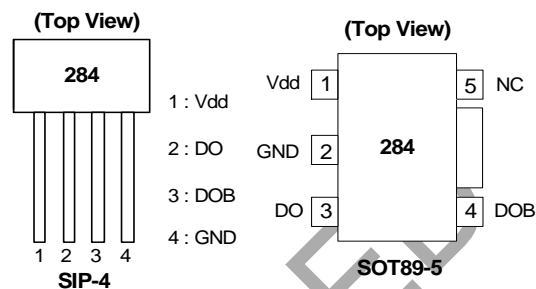 (Top View)
284
1 : Vdd
2 : DO
3 : DOB
4 : GND
1 2 3 4
SIP-4
(Top View)
Vdd 1
5 NC
GND 2
284
DO 3
4 DOB
SOT89-5